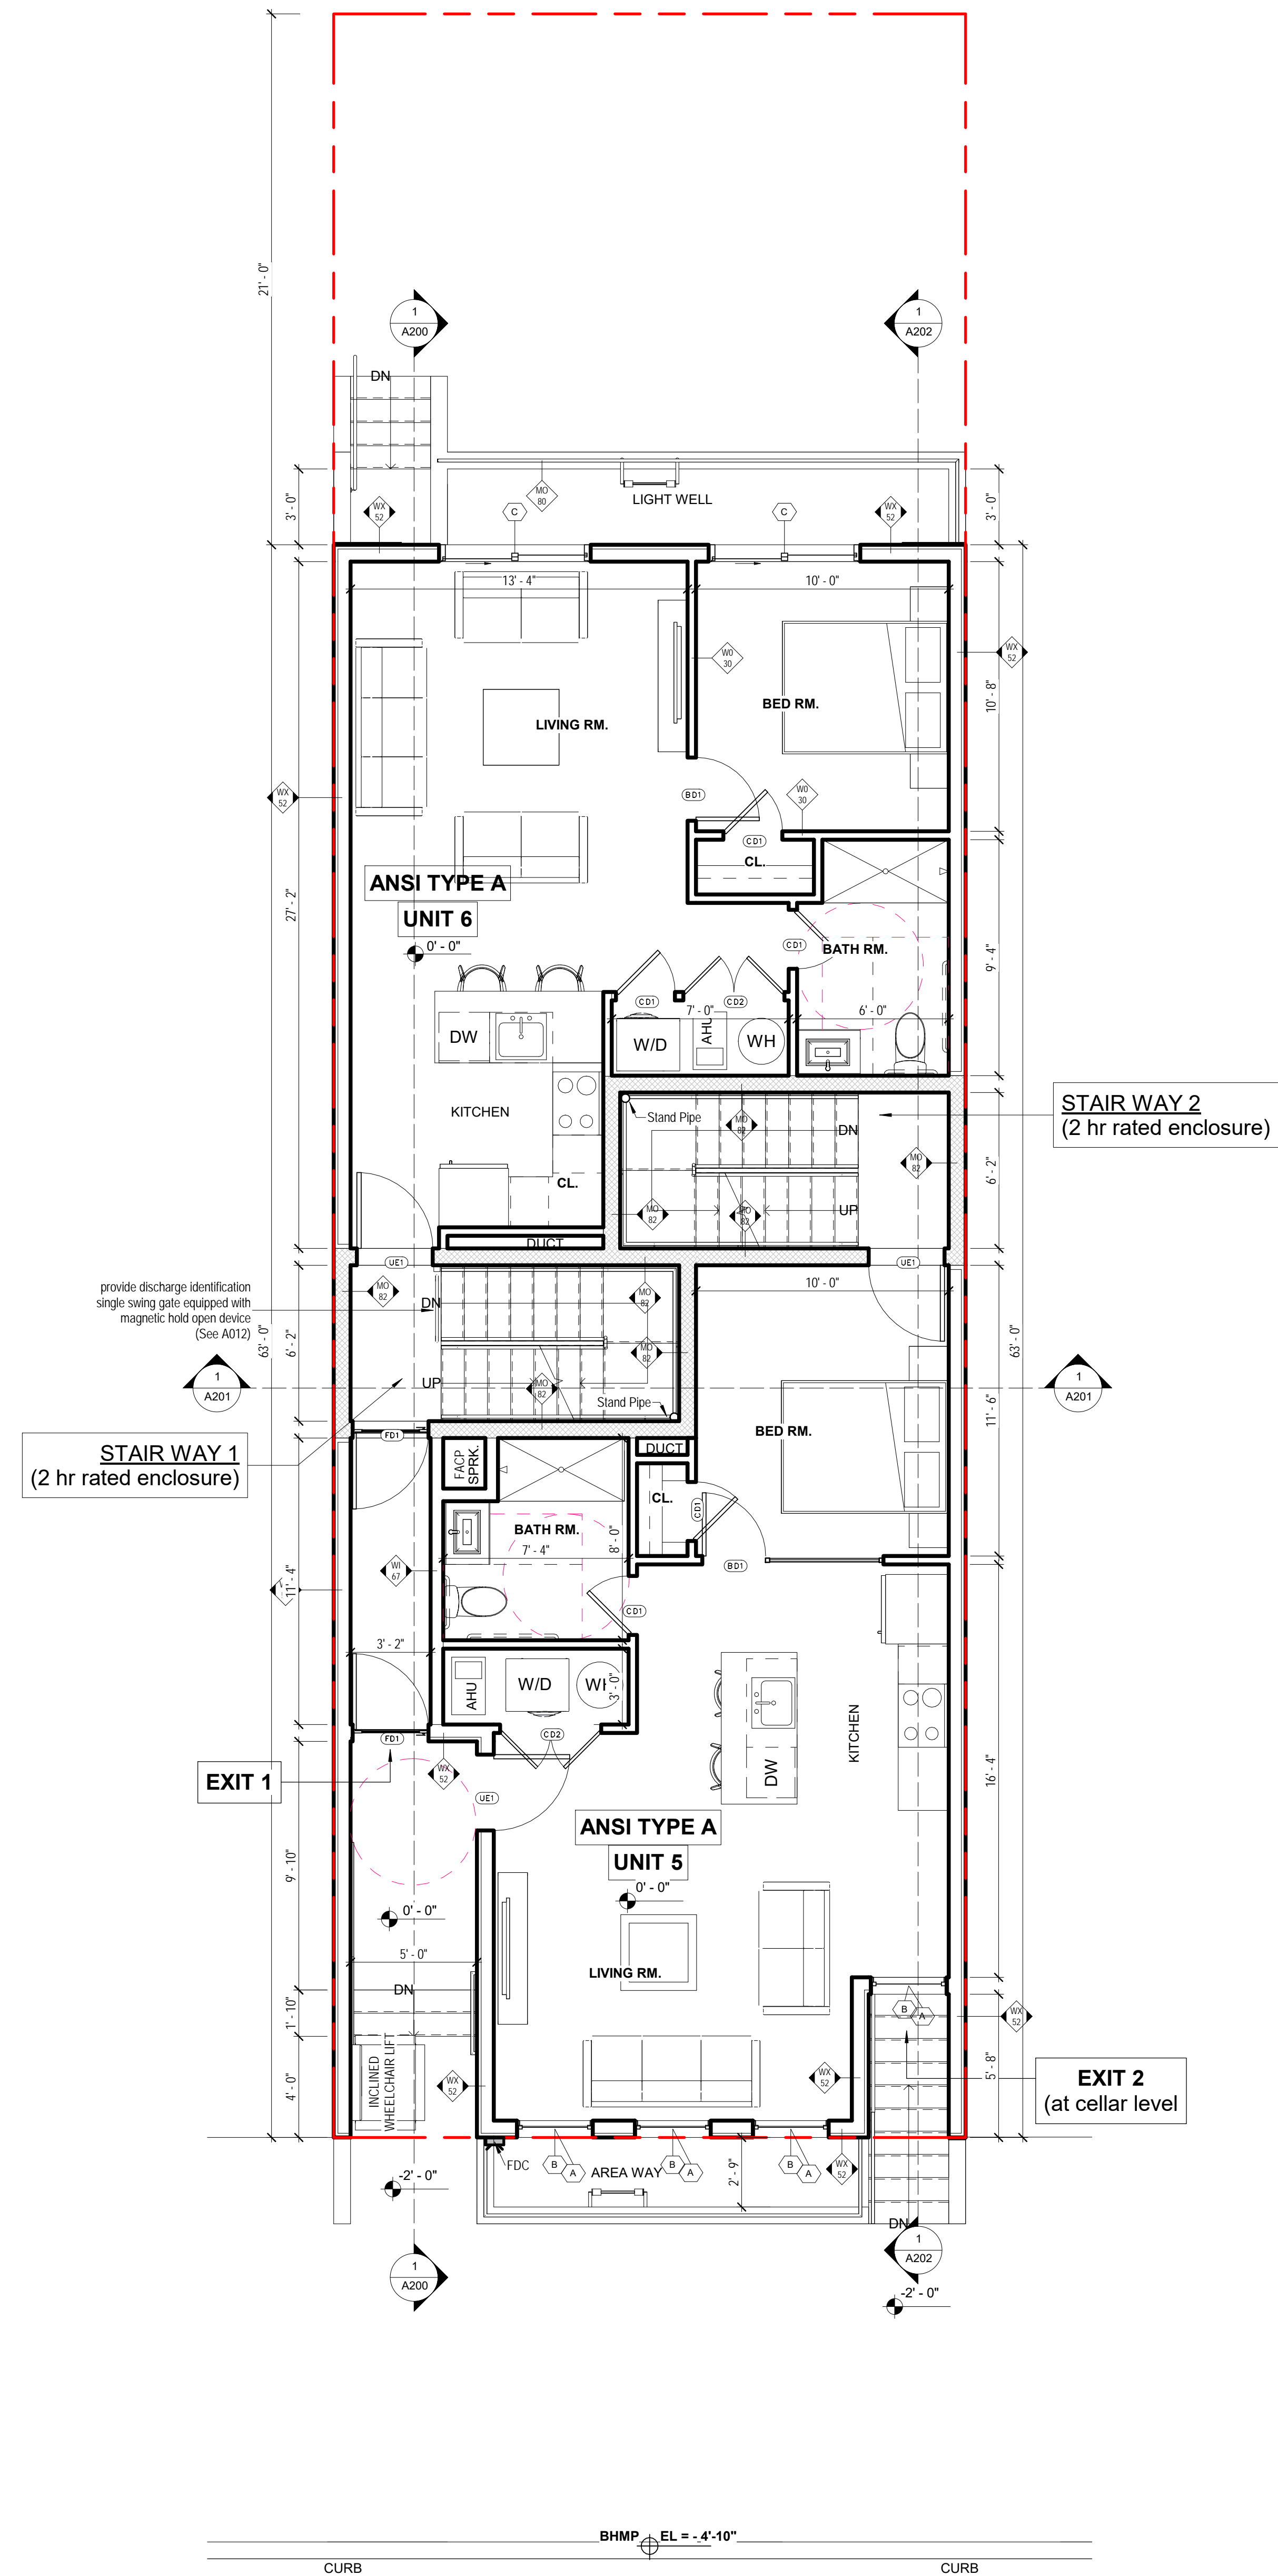 21' - 0"
1
A200
1
A202
DN
3' - 0"
3' - 0"
WX
52
MO
80
LIGHT WELL
C
C
WX
52
13' - 4"
10' - 0"
W0
30
WX
52
BED RM.
LIVING RM.
10' - 8"
WX
52
BD1
W0
30
CD1
CL.
ANSI TYPE A
UNIT 6
27' - 2"
0' - 0"
CD1
BATH RM.
9' - 4"
CD1
CD2
7' - 0"
6' - 0"
DW
W/D
AHU
WH
KITCHEN
Stand Pipe
MO
82
DN
STAIR WAY 2
(2 hr rated enclosure)
MO
82
6' - 2"
CL.
MO
82
MO
82
UP
DUCT
UE1
UE1
provide discharge identification
single swing gate equipped with
magnetic hold open device
(See A012)
MO
82
DN
MO
82
10' - 0"
63' - 0"
6' - 2"
63' - 0"
MO
82
1
A201
UP
MO
82
Stand Pipe
1
A201
11' - 6"
STAIR WAY 1
(2 hr rated enclosure)
FD1
FACP
SPRK.
DUCT
BED RM.
CL.
CD1
BATH RM.
7' - 4"
8' - 0"
BD1
WI
67
11' - 4"
CD1
3' - 2"
AHU
W/D
WH
3' - 0"
DW
KITCHEN
FD1
CD2
EXIT 1
WX
52
UE1
16' - 4"
ANSI TYPE A
UNIT 5
0' - 0"
9' - 10"
0' - 0"
5' - 0"
LIVING RM.
DN
1' - 10"
B
A
WX
52
INCLINED
WHEELCHAIR LIFT
4' - 0"
WX
52
WX
52
5' - 8"
EXIT 2
(at cellar level
FDC
B
A
AREA WAY
B
A
2' - 9"
B
A
WX
52
-2' - 0"
DN
1
A200
1
A202
-2' - 0"
BHMP EL = - 4'-10"
CURB
CURB